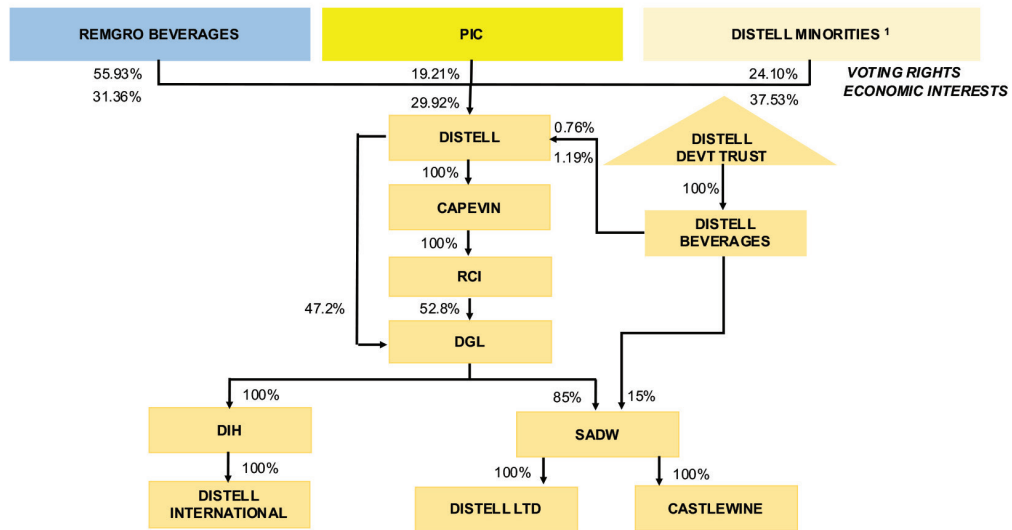 REMGRO BEVERAGES
PIC
DISTELL MINORITIES 1
55.93%
19.21%
24.10%
VOTING RIGHTS
31.36%
29.92%
37.53%
ECONOMIC INTERESTS
DISTELL
0.76%
1.19%
DISTELL
DEVT TRUST
100%
100%
CAPEVIN
DISTELL
BEVERAGES
100%
RCI
47.2%
52.8%
DGL
100%
85%
15%
DIH
SADW
100%
100%
100%
DISTELL
INTERNATIONAL
DISTELL LTD
CASTLEWINE